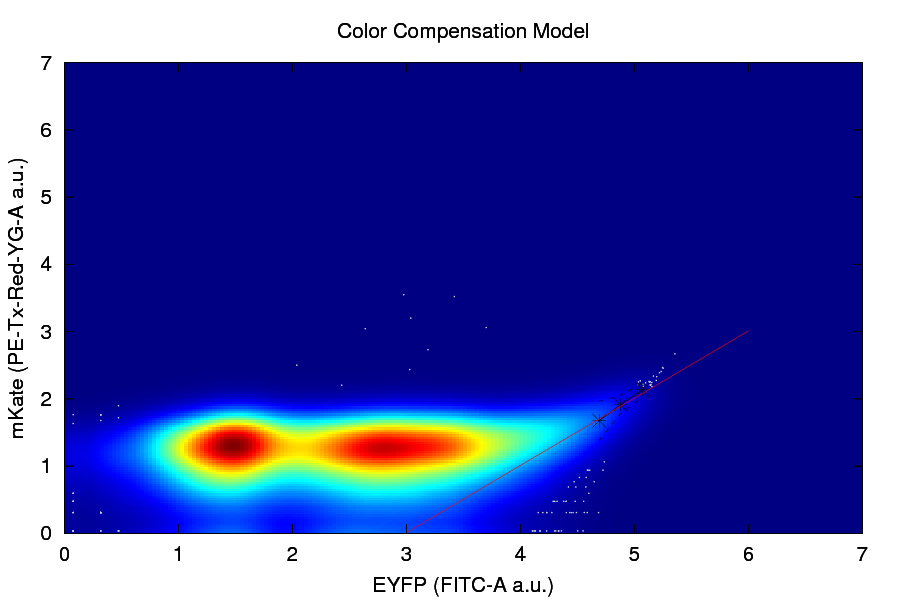 Color Compensation Model
7
6
5
4
3
2
1
0
mKate (PE-Tx-Red-YG-A a.u.)
0 1 2 3 4 5 6 7
EYFP (FITC-A a.u.)